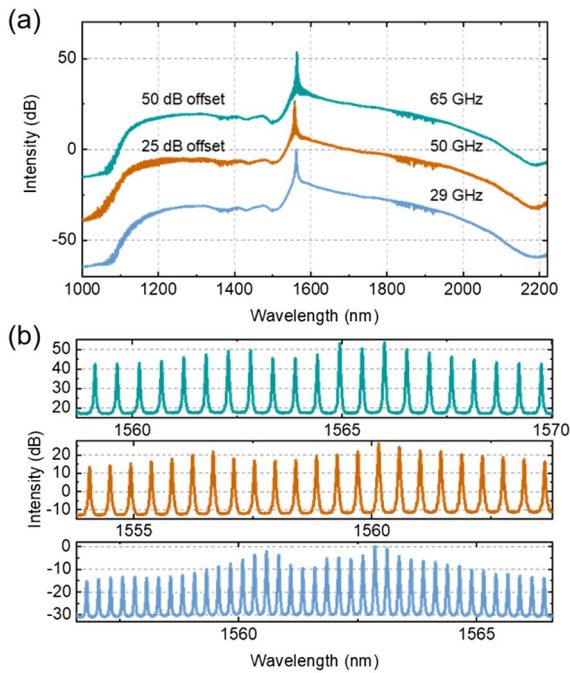 (a)
Intensity (dB)
50
0
-50
50 dB offset
65 GHz
25 dB offset
50 GHz
29 GHz
1000 1200 1400 1600 1800 2000 2200
Wavelength (nm)
(b)
Intensity (dB)
50
40
30
20
1560 1565 1570
20
10
0
-10
1555 1560
0
-10
-20
-30
1560 1565
Wavelength (nm)